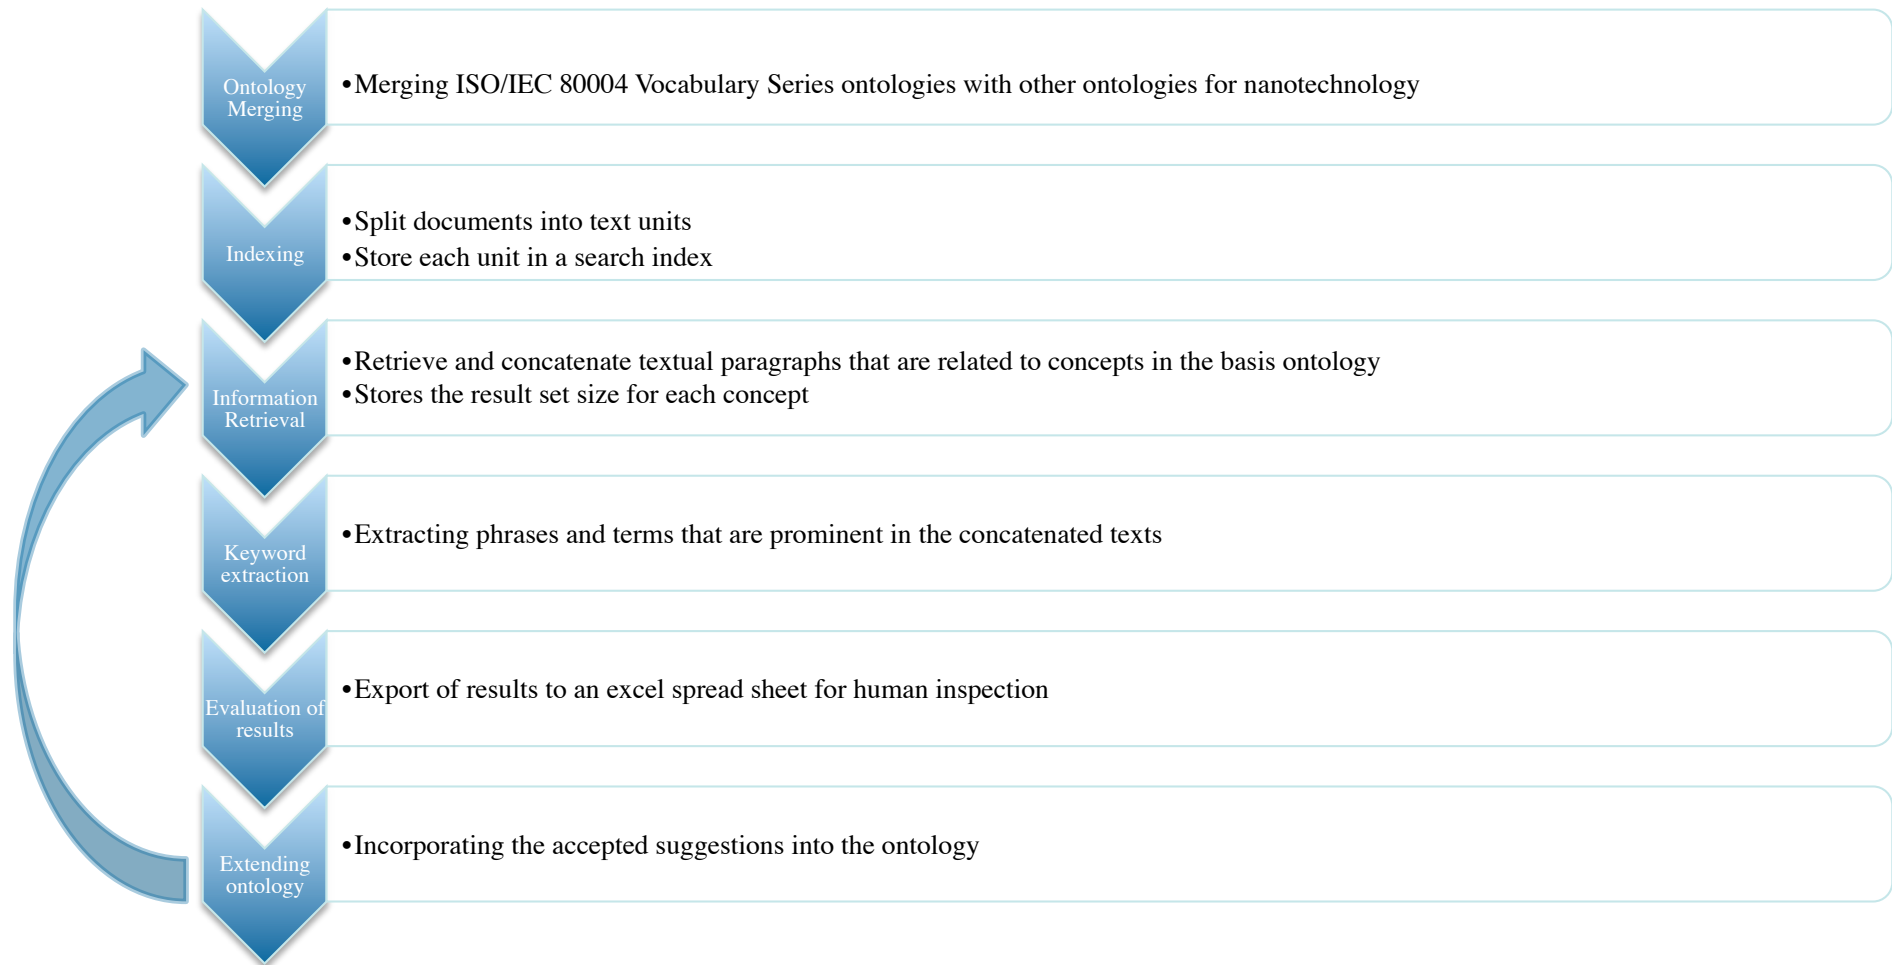 Ontology
Merging
•Merging ISO/IEC 80004 Vocabulary Series ontologies with other ontologies for nanotechnology
Indexing
•Split documents into text units
•Store each unit in a search index
Information
Retrieval
•Retrieve and concatenate textual paragraphs that are related to concepts in the basis ontology
•Stores the result set size for each concept
Keyword
extraction
•Extracting phrases and terms that are prominent in the concatenated texts
Evaluation of
results
•Export of results to an excel spread sheet for human inspection
Extending
ontology
•Incorporating the accepted suggestions into the ontology